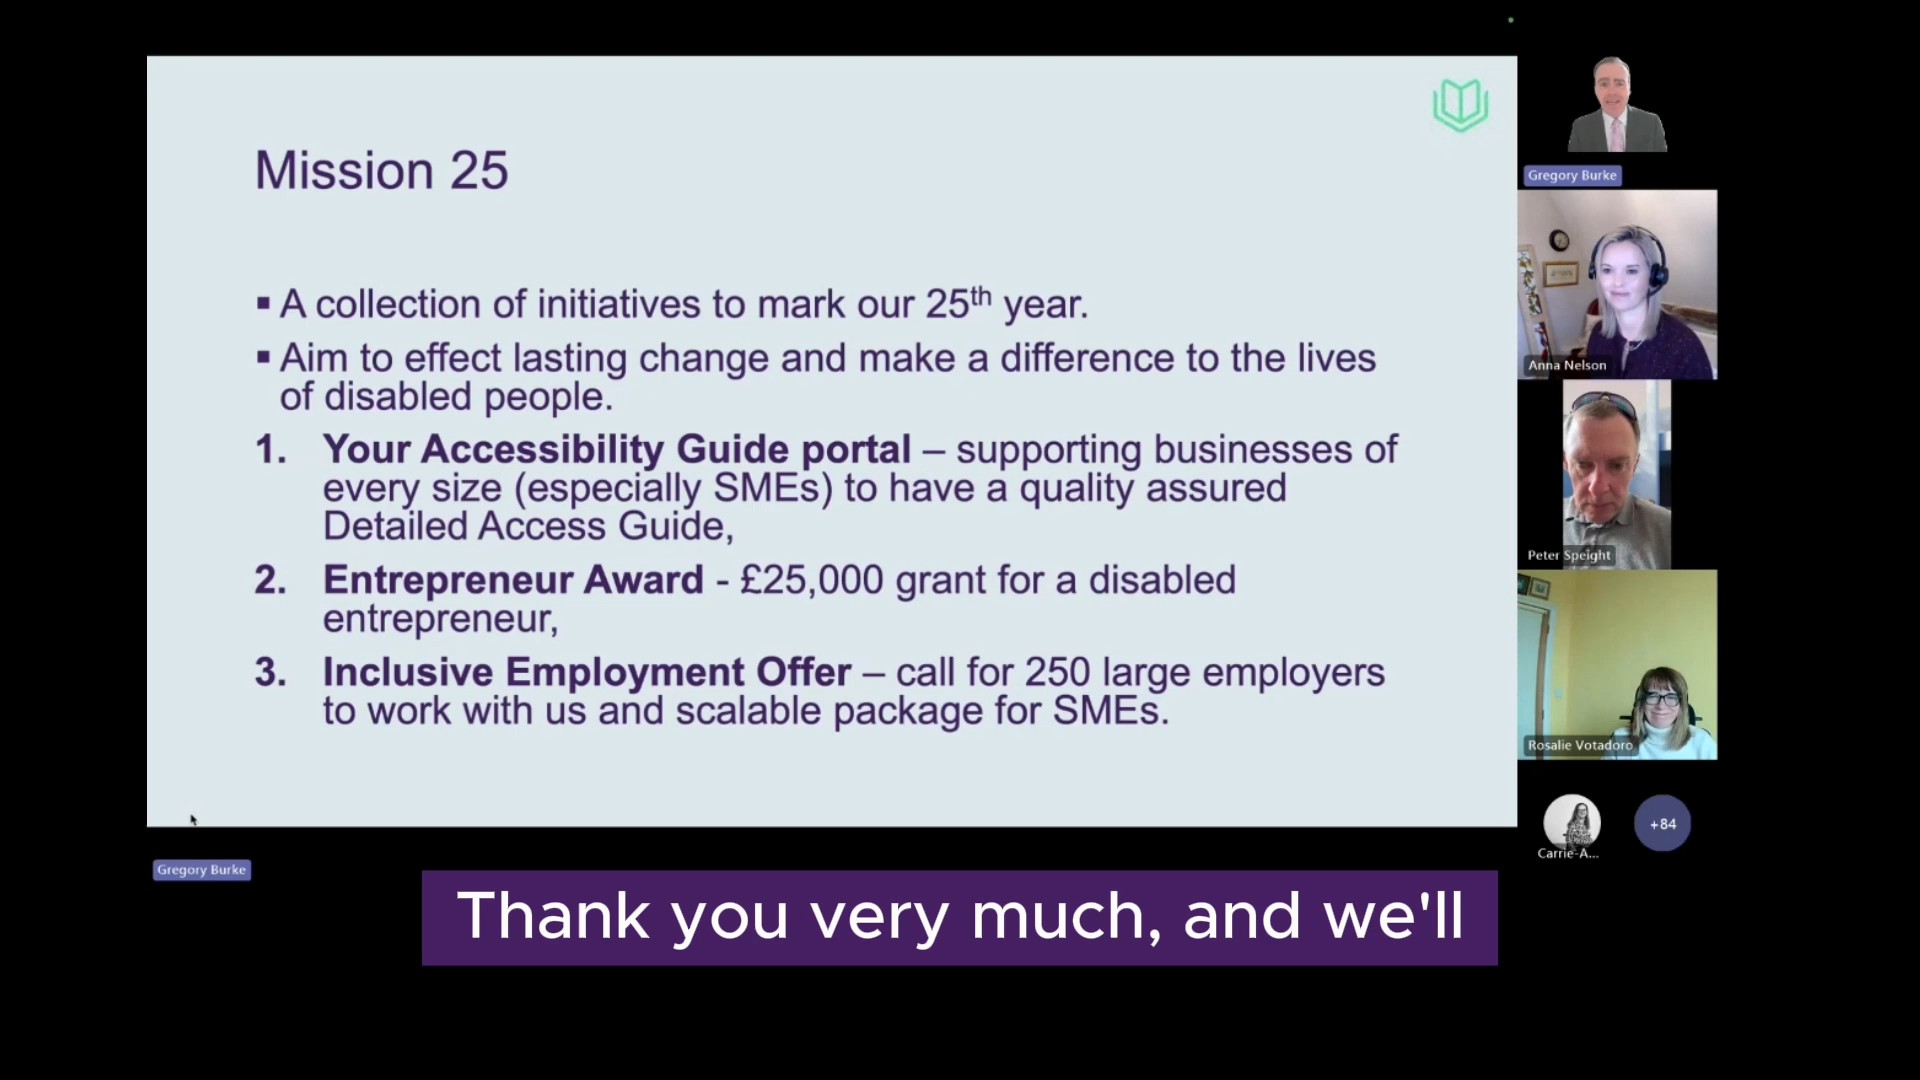 Mission 25
▪ A collection of initiatives to mark our 25th year.
▪ Aim to effect lasting change and make a difference to the lives
of disabled people.
1. Your Accessibility Guide portal – supporting businesses of
every size (especially SMEs) to have a quality assured
Detailed Access Guide,
2. Entrepreneur Award - £25,000 grant for a disabled
entrepreneur,
3. Inclusive Employment Offer – call for 250 large employers
to work with us and scalable package for SMEs.
Gregory Burke
Anna Nelson
Peter Speight
Rosalie Votadoro
Carrie-A...
+84
Gregory Burke
Thank you very much, and we'll